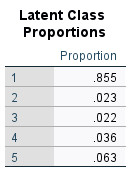 Latent Class
Proportions
Proportion
1 .855
2 .023
3 .022
4 .036
5 .063